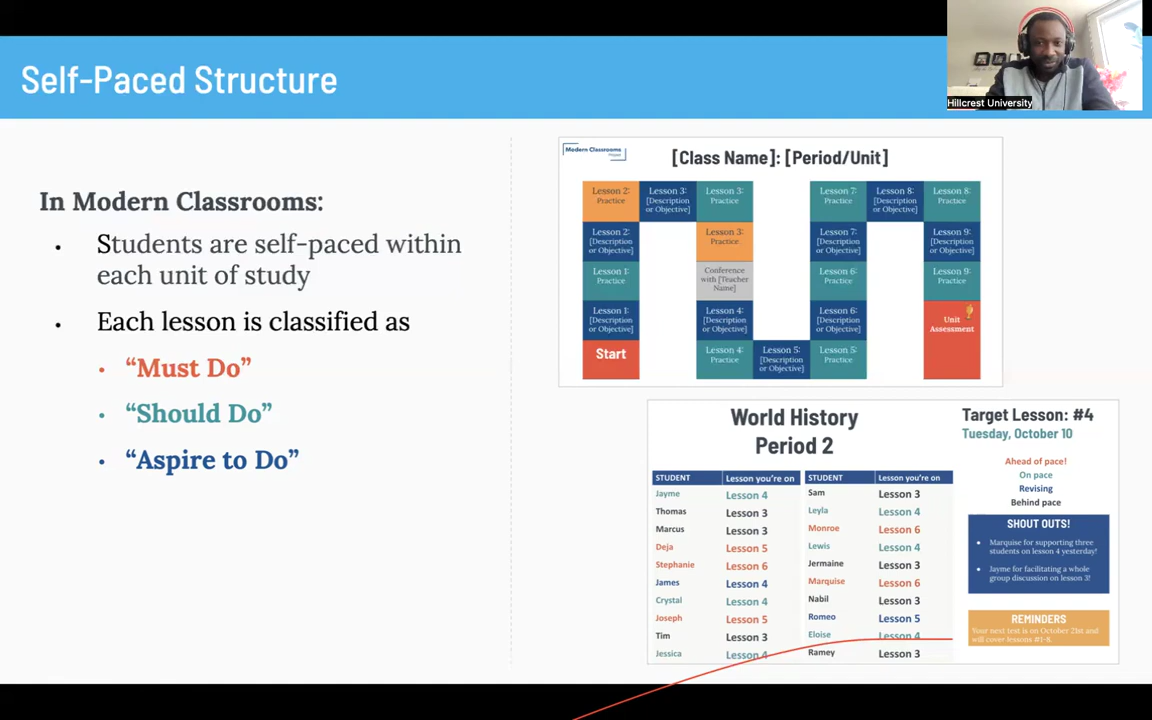 Self-Paced Structure
Hillcrest University
In Modern Classrooms:
Students are self-paced within
each unit of study
Each lesson is classified as
“Must Do”
“Should Do”
“Aspire to Do”
Modern Classrooms
[Class Name]: [Period/Unit]
Lesson 2:
Practice
Lesson 3:
[Description
or Objective]
Lesson 3:
Practice
Lesson 7:
Practice
Lesson 8:
[Description
or Objective]
Lesson 8:
Practice
Lesson 2:
[Description
or Objective]
Lesson 3:
Practice
Lesson 7:
[Description
or Objective]
Lesson 9:
[Description
or Objective]
Lesson 1:
Practice
Conference
with [Teacher
Name]
Lesson 6:
Practice
Lesson 9:
Practice
Lesson 1:
[Description
or Objective]
Lesson 4:
[Description
or Objective]
Lesson 6:
[Description
or Objective]
Unit
Assessment
Start
Lesson 4:
Practice
Lesson 5:
[Description
or Objective]
Lesson 5:
Practice
World History
Period 2
Target Lesson: #4
Tuesday, October 10
STUDENT Lesson you're on
Jayme Lesson 4
Thomas Lesson 3
Marcus Lesson 3
Deja Lesson 5
Stephanie Lesson 6
James Lesson 4
Crystal Lesson 4
Joseph Lesson 5
Tim Lesson 3
Jessica Lesson 4
STUDENT Lesson you're on
Sam Lesson 3
Leyla Lesson 4
Monroe Lesson 6
Lewis Lesson 4
Jermaine Lesson 3
Marquise Lesson 6
Nabil Lesson 3
Romeo Lesson 5
Eloise Lesson 4
Ramey Lesson 3
Ahead of pace!
On pace
Revising
Behind pace
SHOUT OUTS!
Marquise for supporting three
students on lesson 4 yesterday!
Jayme for facilitating a whole
group discussion on lesson 3!
REMINDERS
Your next test is on October 21st and
will cover lessons #1-8.